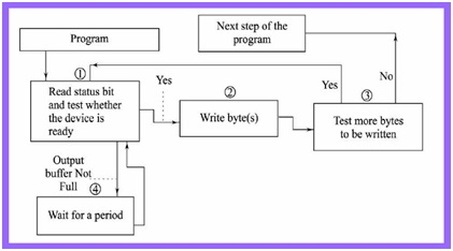 Program
Next step of the
program
①
Read status bit
and test whether
the device is
ready
Yes
②
Write byte(s)
Yes
No
③
Test more bytes
to be written
Output
buffer Not
Full
④
Wait for a period